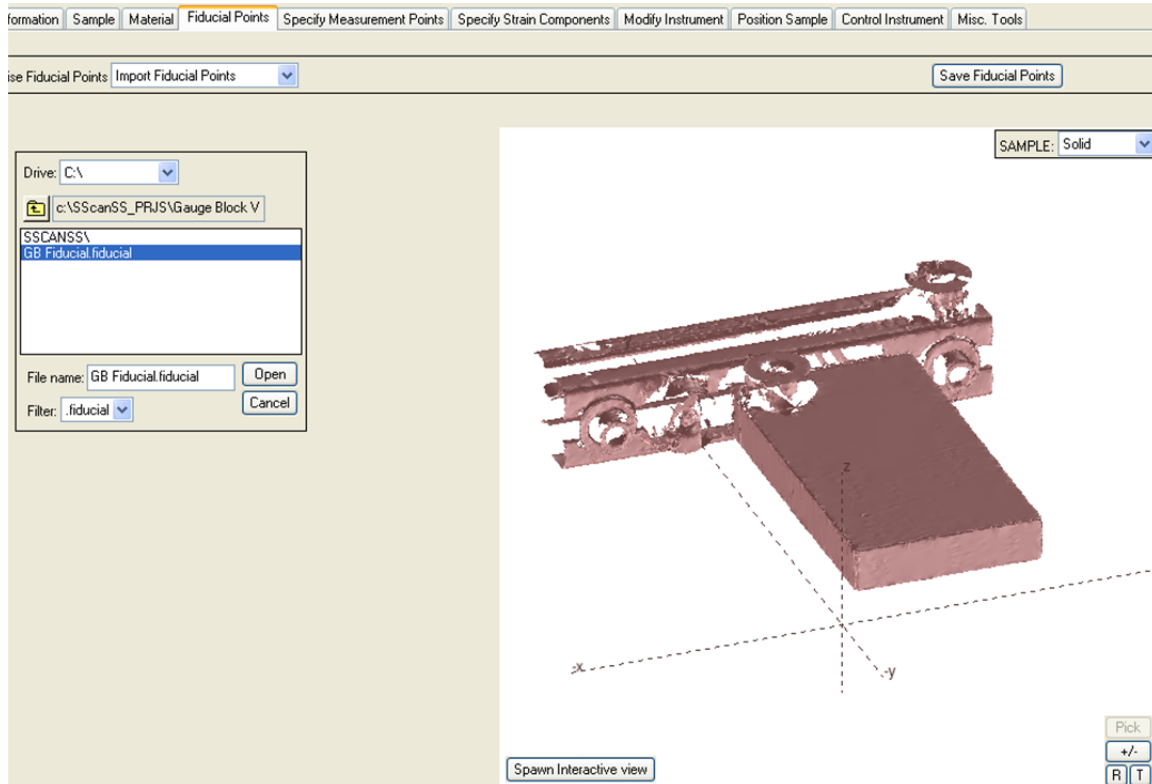 formation Sample Material Fiducial Points Specify Measurement Points Specify Strain Components Modify Instrument Position Sample Control Instrument Misc. Tools
ise Fiducial Points Import Fiducial Points Save Fiducial Points
SAMPLE: Solid
Drive: C:\
c:\SScanSS_PRJS\Gauge Block V
SSCANSS\
GB Fiducial.fiducial
File name: GB Fiducial.fiducial Open
Filter: .fiducial Cancel
z
-x
-y
Pick
+/-
Spawn Interactive view
R T